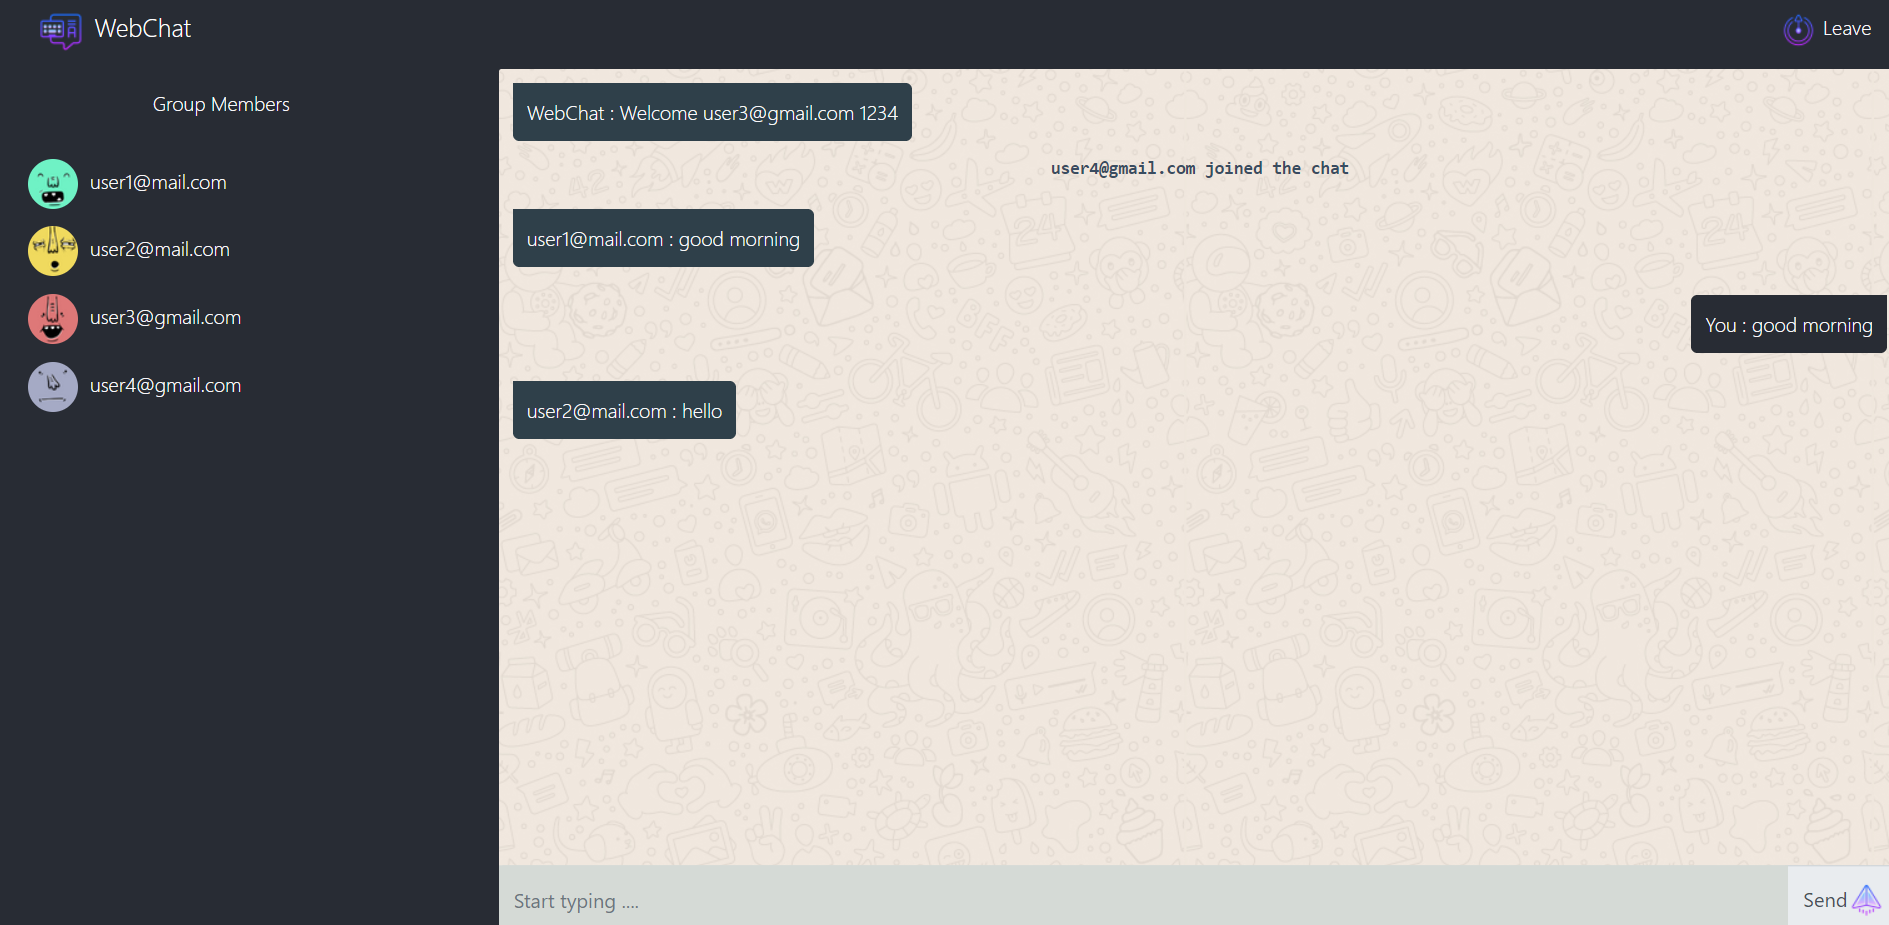 WebChat
Leave
Group Members
user1@mail.com
user2@mail.com
user3@gmail.com
user4@gmail.com
WebChat : Welcome user3@gmail.com 1234
user4@gmail.com joined the chat
user1@mail.com : good morning
You : good morning
user2@mail.com : hello
Start typing ....
Send